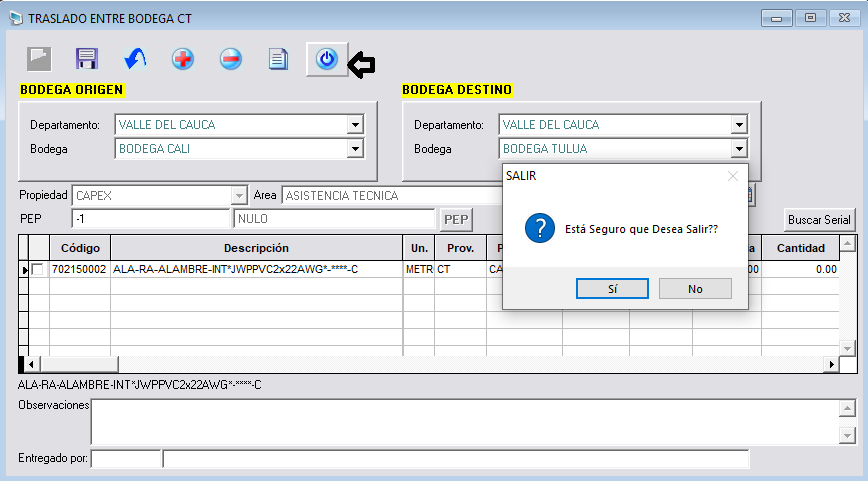 TRASLADO ENTRE BODEGA CT
BODEGA ORIGEN
BODEGA DESTINO
Departamento: VALLE DEL CAUCA
Departamento: VALLE DEL CAUCA
Bodega BODEGA CALI
Bodega BODEGA TULUA
SALIR
Está Seguro que Desea Salir??
Sí No
Propiedad CAPEX Area ASISTENCIA TECNICA
PEP -1 NULO PEP Buscar Serial
Código Descripción Un. Prov. P a Cantidad
702150002 ALA-RA-ALAMBRE-INT*JWPPVC2x22AWG*-****-C METR CT CA 00 0.00
ALA-RA-ALAMBRE-INT*JWPPVC2x22AWG*-****-C
Observaciones
Entregado por: